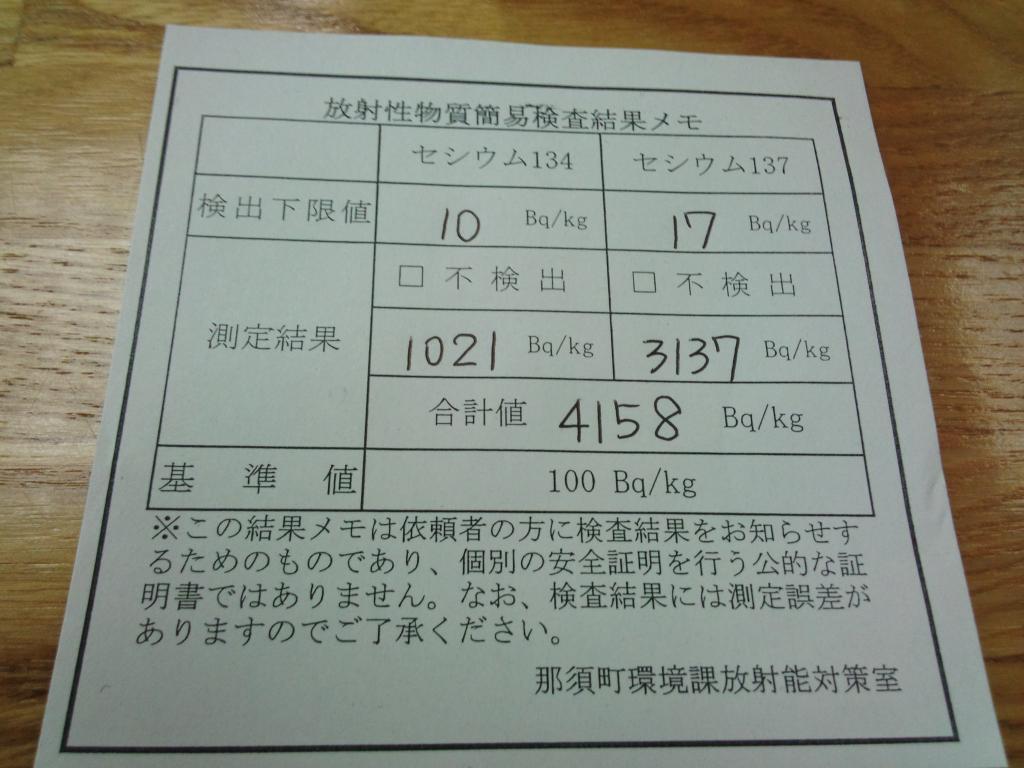 放射性物質簡易検査結果メモ
セシウム134 セシウム137
検出下限値 10 Bq/kg 17 Bq/kg
□ 不検出 □ 不検出
測定結果 1021 Bq/kg 3137 Bq/kg
合計値 4158 Bq/kg
基準値 100 Bq/kg
※この結果メモは依頼者の方に検査結果をお知らせす
るためのものであり、個別の安全証明を行う公的な証
明書ではありません。なお、検査結果には測定誤差が
ありますのでご了承ください。
那須町環境課放射能対策室